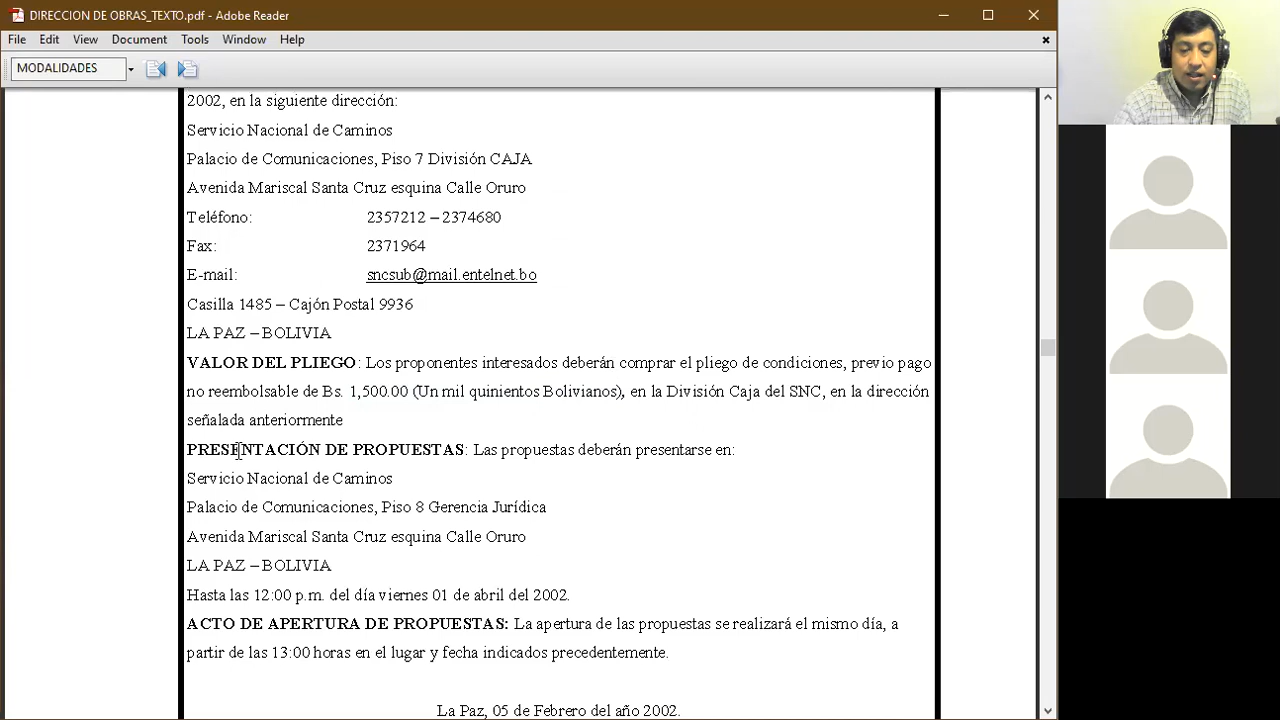 DIRECCION DE OBRAS_TEXTO.pdf - Adobe Reader
File Edit View Document Tools Window Help
MODALIDADES
2002, en la siguiente dirección:
Servicio Nacional de Caminos
Palacio de Comunicaciones, Piso 7 División CAJA
Avenida Mariscal Santa Cruz esquina Calle Oruro
Teléfono: 2357212 – 2374680
Fax: 2371964
E-mail: sncsub@mail.entelnet.bo
Casilla 1485 – Cajón Postal 9936
LA PAZ – BOLIVIA
VALOR DEL PLIEGO: Los proponentes interesados deberán comprar el pliego de condiciones, previo pago
no reembolsable de Bs. 1,500.00 (Un mil quinientos Bolivianos), en la División Caja del SNC, en la dirección
señalada anteriormente
PRESENTACIÓN DE PROPUESTAS: Las propuestas deberán presentarse en:
Servicio Nacional de Caminos
Palacio de Comunicaciones, Piso 8 Gerencia Jurídica
Avenida Mariscal Santa Cruz esquina Calle Oruro
LA PAZ – BOLIVIA
Hasta las 12:00 p.m. del día viernes 01 de abril del 2002.
ACTO DE APERTURA DE PROPUESTAS: La apertura de las propuestas se realizará el mismo día, a
partir de las 13:00 horas en el lugar y fecha indicados precedentemente.
La Paz, 05 de Febrero del año 2002.